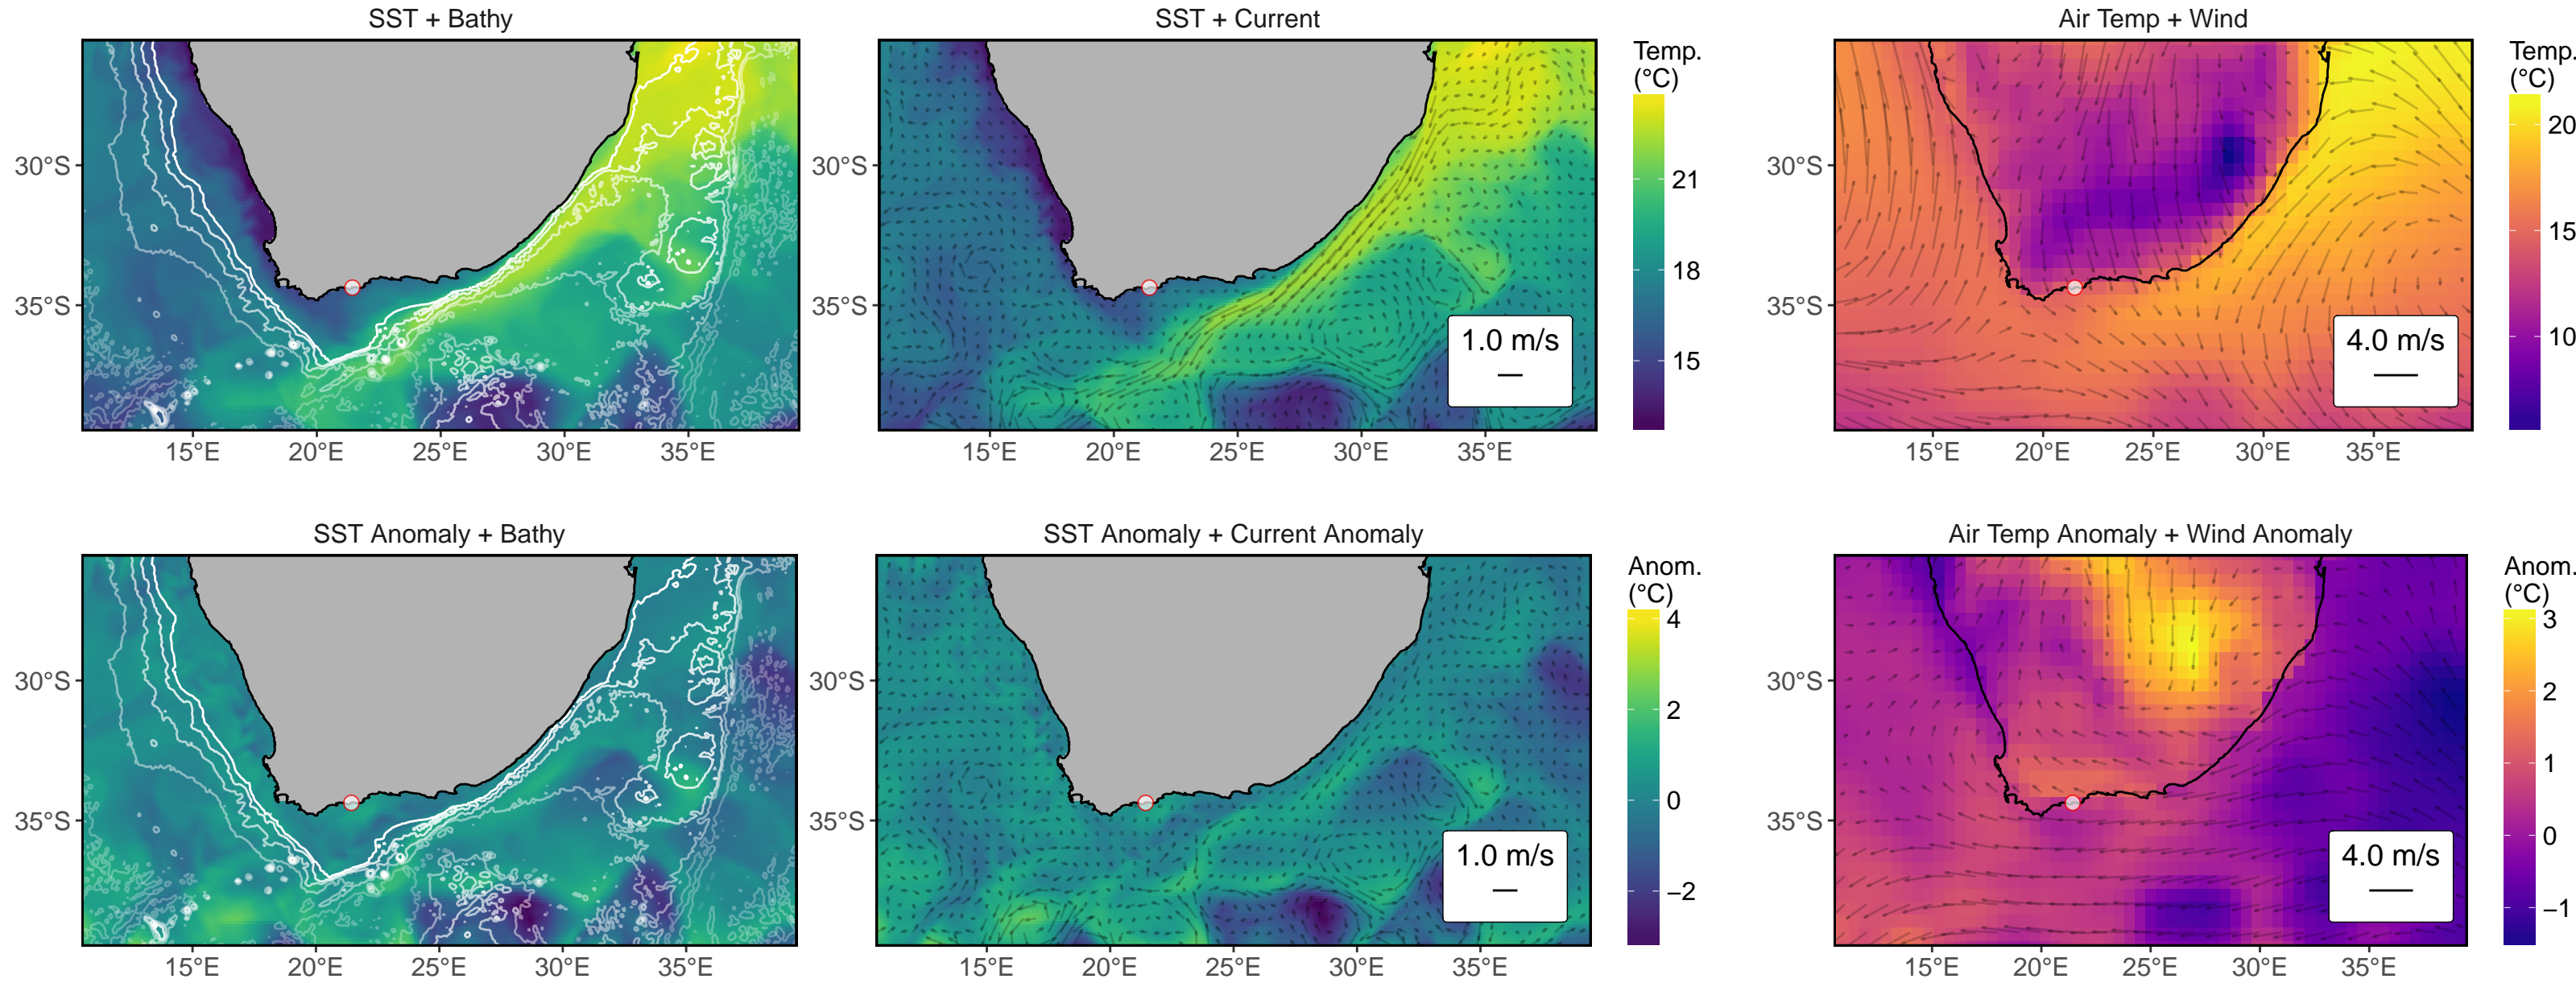 SST + Bathy
SST + Current
Air Temp + Wind
Temp.
(°C)
21
18
15
Temp.
(°C)
20
15
10
30°S
35°S
15°E
20°E
25°E
30°E
35°E
1.0 m/s
30°S
35°S
15°E
20°E
25°E
30°E
35°E
4.0 m/s
30°S
35°S
15°E
20°E
25°E
30°E
35°E
SST Anomaly + Bathy
SST Anomaly + Current Anomaly
Air Temp Anomaly + Wind Anomaly
Anom.
(°C)
4
2
0
−2
Anom.
(°C)
3
2
1
0
−1
30°S
35°S
15°E
20°E
25°E
30°E
35°E
1.0 m/s
30°S
35°S
15°E
20°E
25°E
30°E
35°E
4.0 m/s
30°S
35°S
15°E
20°E
25°E
30°E
35°E